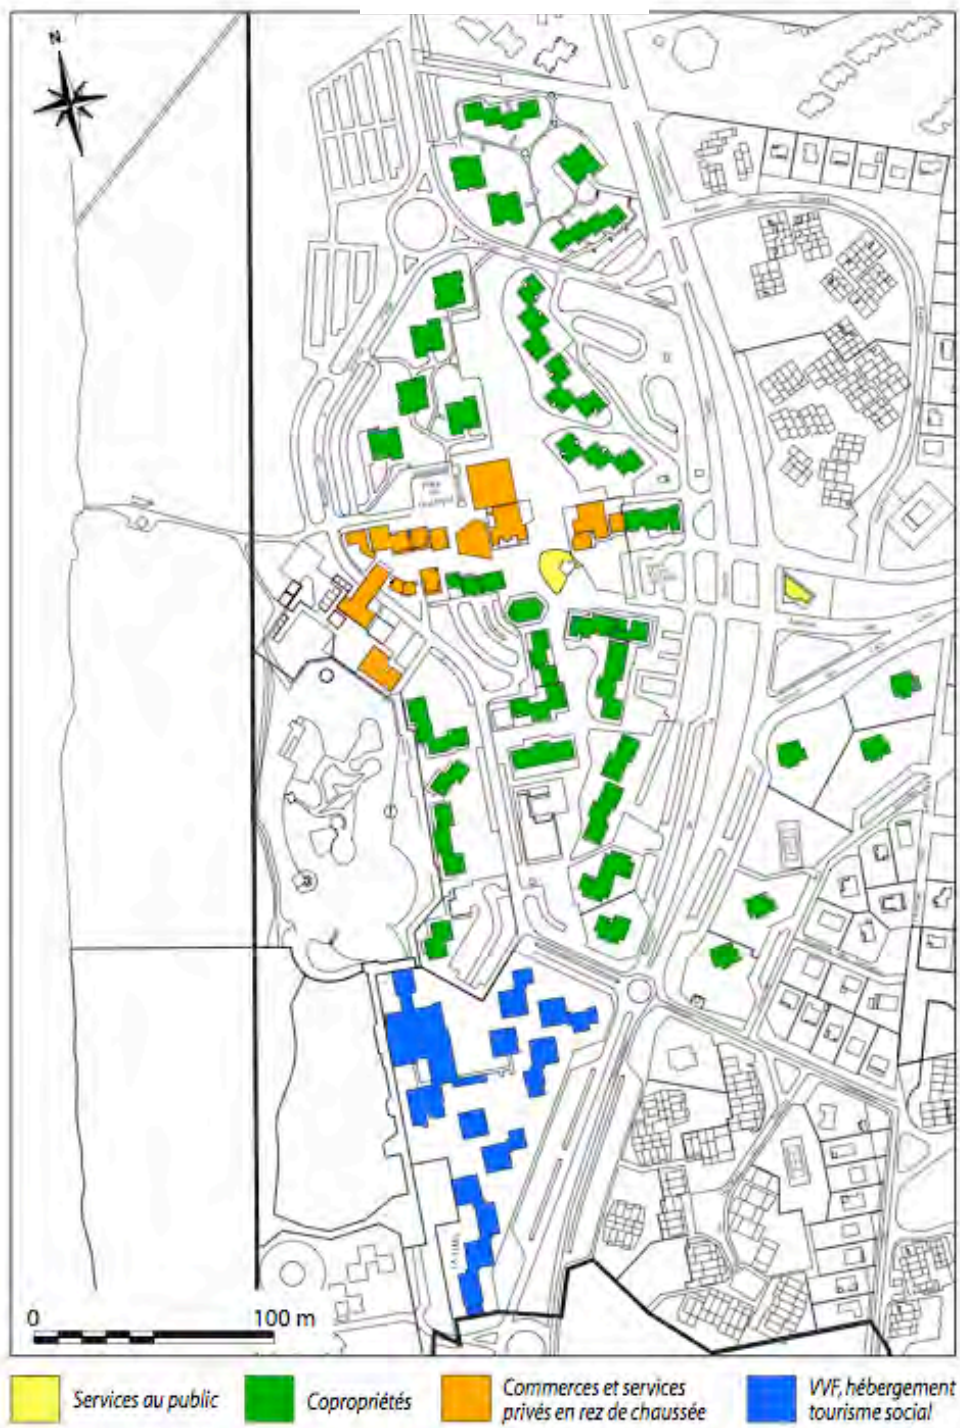 N
0
100 m
Services au public
Copropriétés
Commerces et services
privés en rez de chaussée
VVF, hébergement
tourisme social